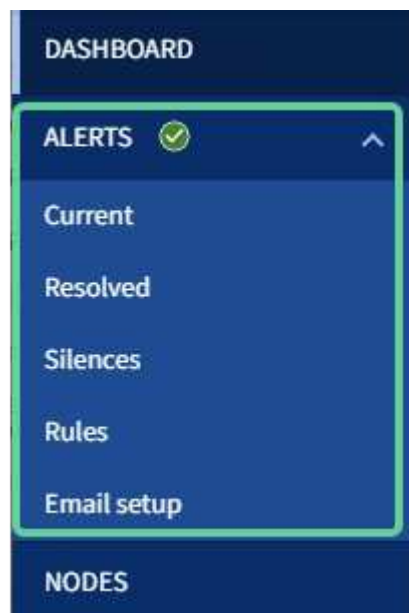 DASHBOARD
ALERTS
Current
Resolved
Silences
Rules
Email setup
NODES